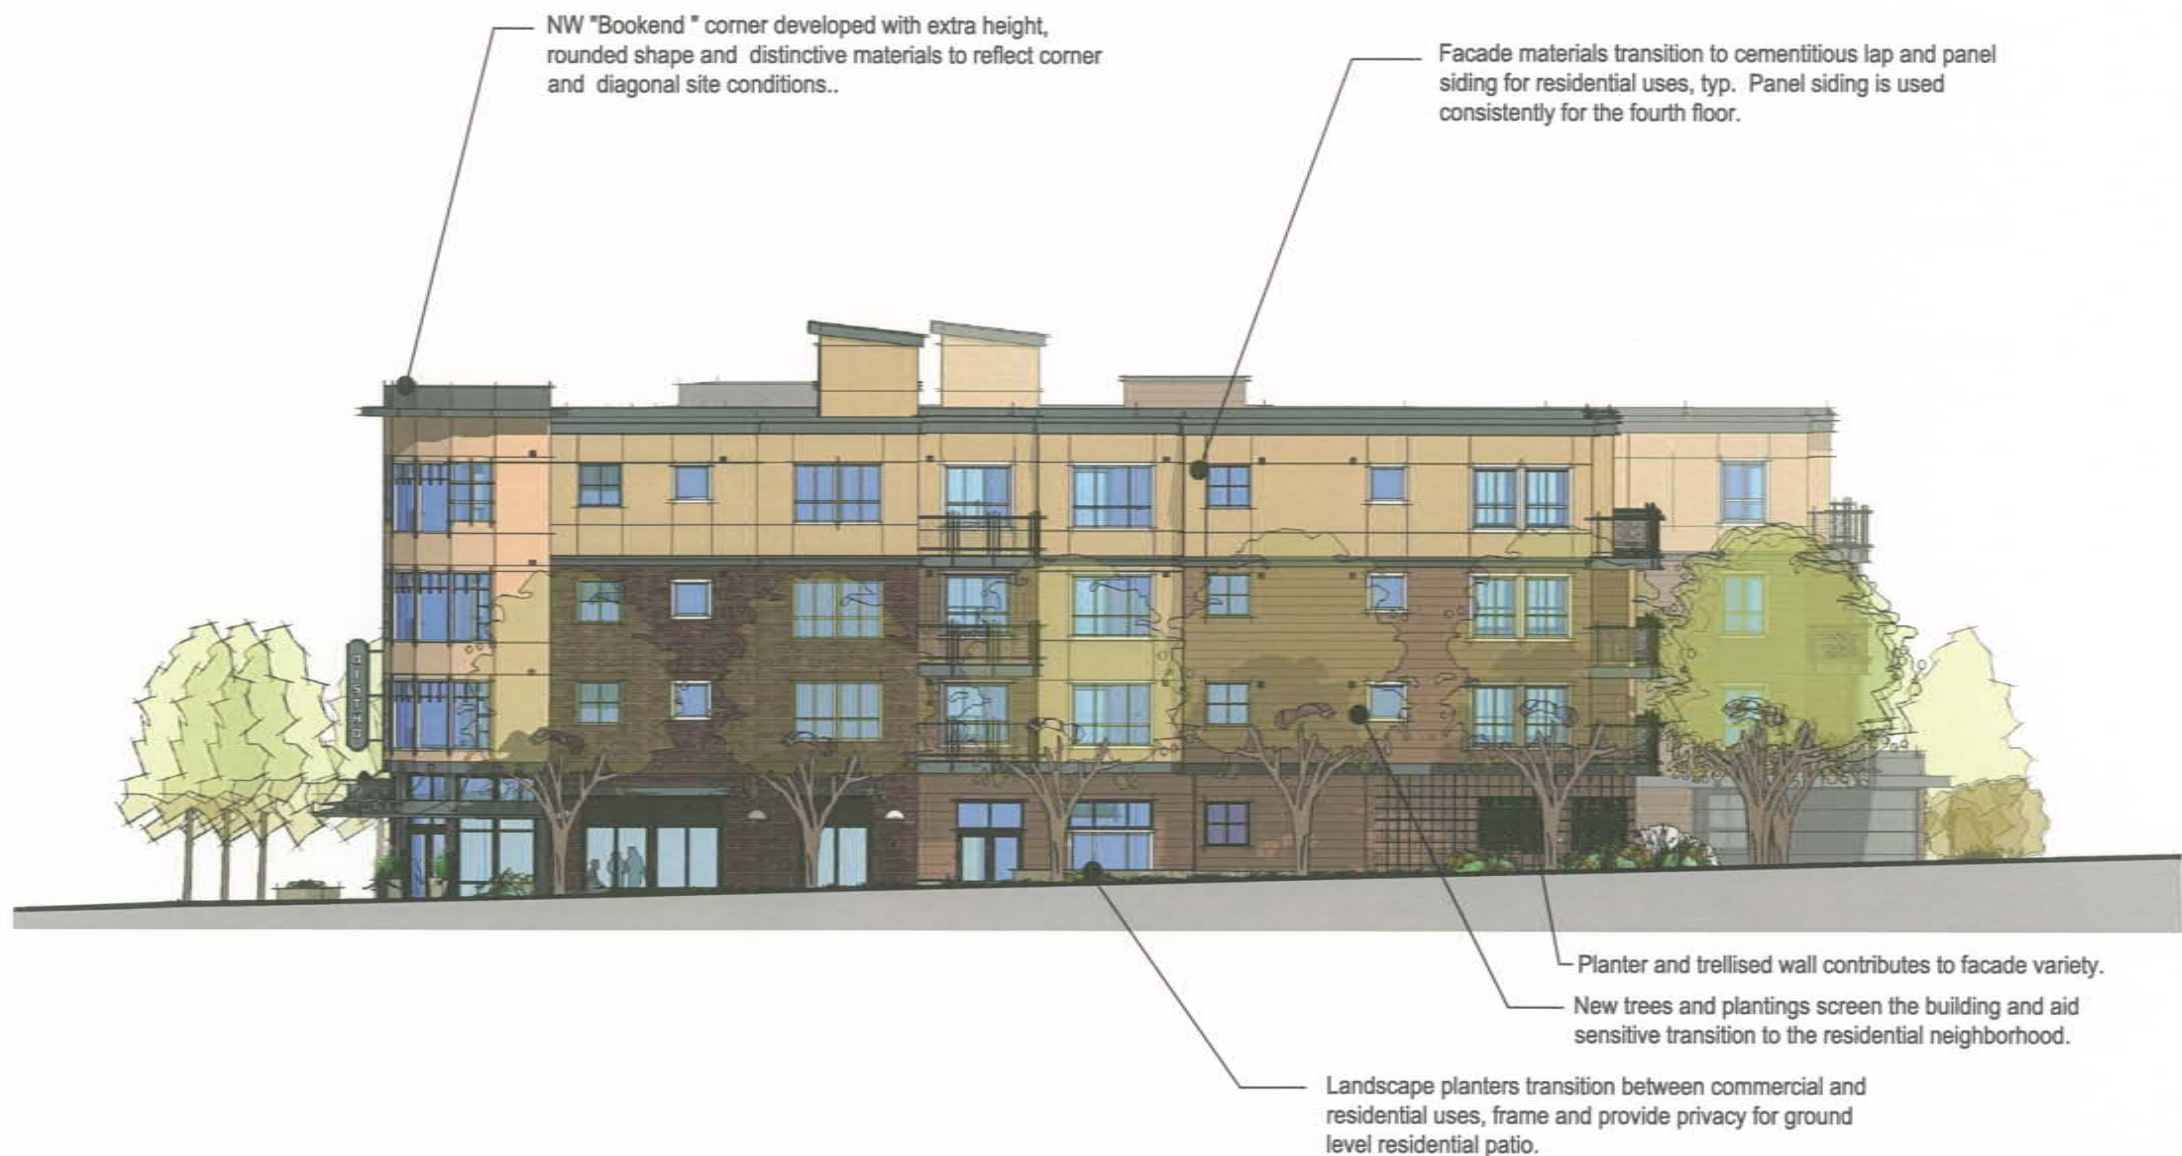 NW "Bookend " corner developed with extra height,
rounded shape and distinctive materials to reflect corner
and diagonal site conditions..
Facade materials transition to cementitious lap and panel
siding for residential uses, typ. Panel siding is used
consistently for the fourth floor.
BISTRO
Planter and trellised wall contributes to facade variety.
New trees and plantings screen the building and aid
sensitive transition to the residential neighborhood.
Landscape planters transition between commercial and
residential uses, frame and provide privacy for ground
level residential patio.